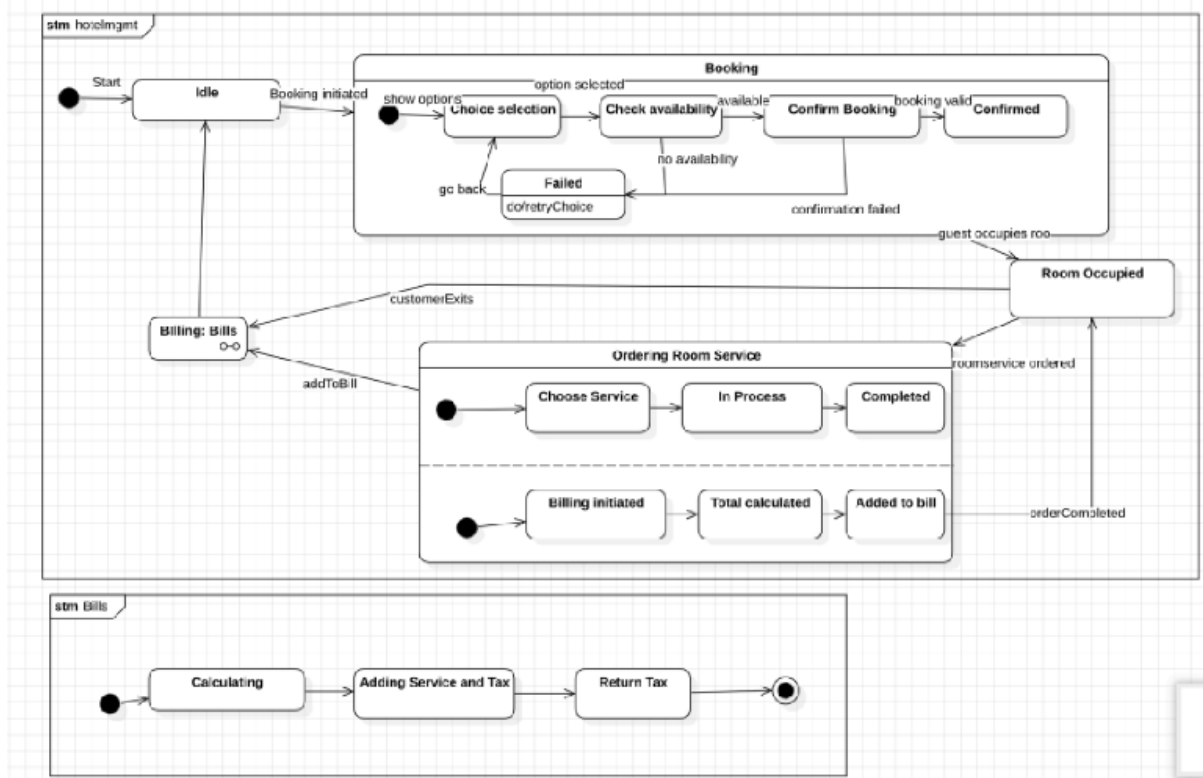 stm hotelmgmt
Start
Idle
Booking initiated
Booking
show options
option selected
Choice selection
Check availability
available
Confirm Booking
booking valid
Confirmed
no availability
go back
Failed
do/retryChoice
confirmation failed
guest occupies roo
Room Occupied
customerExits
Billing: Bills
addToBill
roomservice ordered
Ordering Room Service
Choose Service
In Process
Completed
Billing initiated
Total calculated
Added to bill
orderCompleted
stm Bills
Calculating
Adding Service and Tax
Return Tax